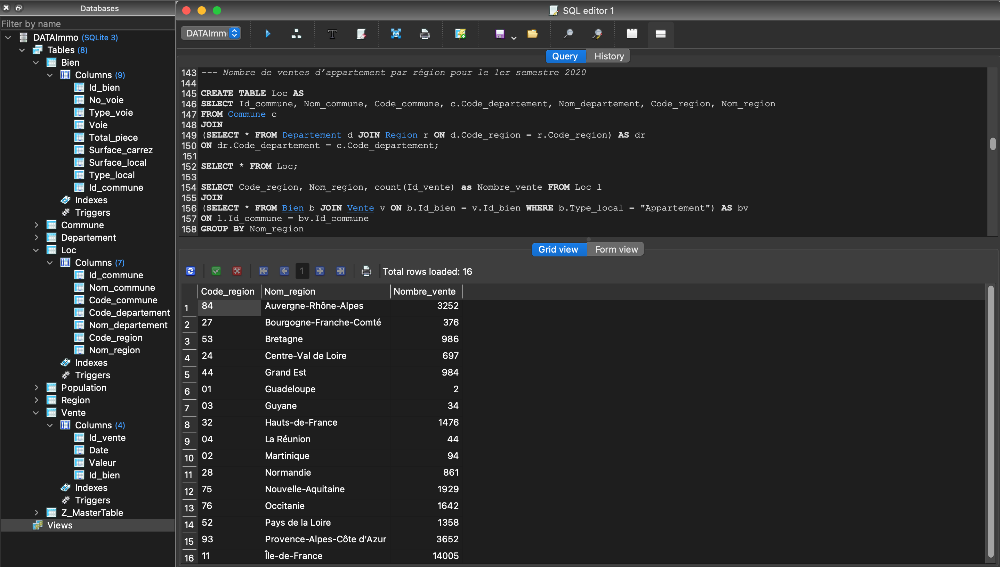 Databases
Filter by name
DATAImmo (SQLite 3)
Tables (8)
Bien
Columns (9)
Id_bien
No_voie
Type_voie
Voie
Total_piece
Surface_carrez
Surface_local
Type_local
Id_commune
Indexes
Triggers
Commune
Departement
Loc
Columns (7)
Id_commune
Nom_commune
Code_commune
Code_departement
Nom_departement
Code_region
Nom_region
Indexes
Triggers
Population
Region
Vente
Columns (4)
Id_vente
Date
Valeur
Id_bien
Indexes
Triggers
Z_MasterTable
Views
SQL editor 1
DATAImm
Query History
143 --- Nombre de ventes d’appartement par région pour le 1er semestre 2020
144
145 CREATE TABLE Loc AS
146 SELECT Id_commune, Nom_commune, Code_commune, c.Code_departement, Nom_departement, Code_region, Nom_region
147 FROM Commune c
148 JOIN
149 (SELECT * FROM Departement d JOIN Region r ON d.Code_region = r.Code_region) AS dr
150 ON dr.Code_departement = c.Code_departement;
151
152 SELECT * FROM Loc;
153
154 SELECT Code_region, Nom_region, count(Id_vente) as Nombre_vente FROM Loc l
155 JOIN
156 (SELECT * FROM Bien b JOIN Vente v ON b.Id_bien = v.Id_bien WHERE b.Type_local = "Appartement") AS bv
157 ON l.Id_commune = bv.Id_commune
158 GROUP BY Nom_region
Grid view Form view
1 Total rows loaded: 16
Code_region Nom_region Nombre_vente
1 84 Auvergne-Rhône-Alpes 3252
2 27 Bourgogne-Franche-Comté 376
3 53 Bretagne 986
4 24 Centre-Val de Loire 697
5 44 Grand Est 984
6 01 Guadeloupe 2
7 03 Guyane 34
8 32 Hauts-de-France 1476
9 04 La Réunion 44
10 02 Martinique 94
11 28 Normandie 861
12 75 Nouvelle-Aquitaine 1929
13 76 Occitanie 1642
14 52 Pays de la Loire 1358
15 93 Provence-Alpes-Côte d'Azur 3652
16 11 Île-de-France 14005